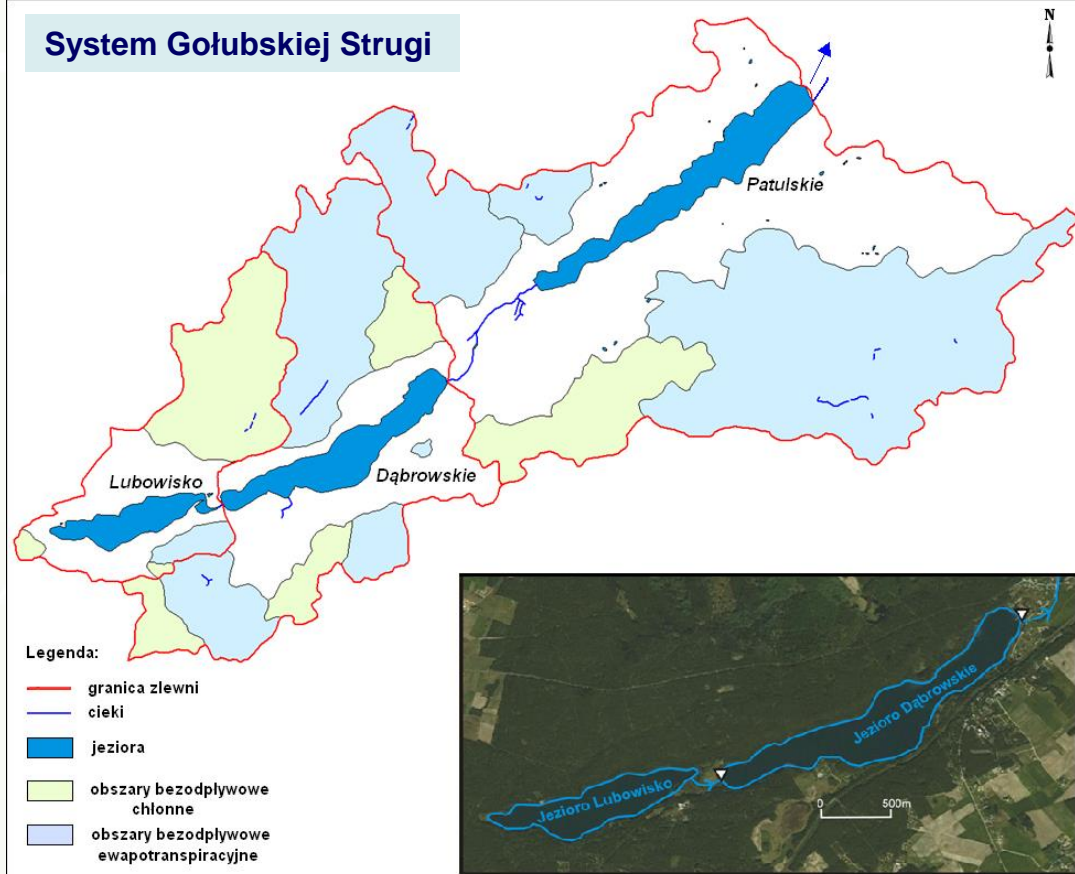 System Gołubskiej Strugi
N
Patulskie
Lubowisko
Dąbrowskie
Legenda:
granica zlewni
cieki
jeziora
obszary bezodpływowe
chłonne
obszary bezodpływowe
ewapotranspiracyjne
Jezioro Dąbrowskie
Jezioro Lubowisko
0 500m